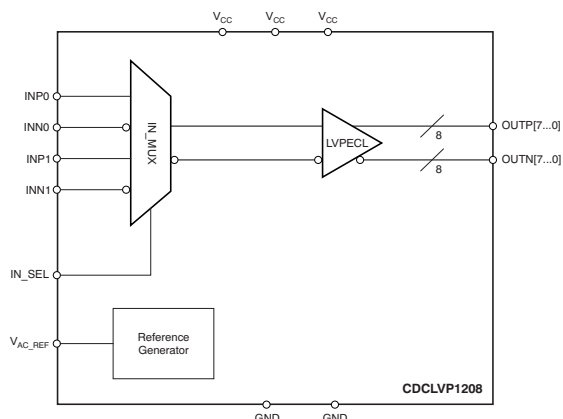 VCC VCC VCC
INP0
INN0
INP1
INN1
IN_MUX
LVPECL
8
OUTP[7...0]
8
OUTN[7...0]
IN_SEL
VAC_REF
Reference
Generator
CDCLVP1208
GND GND